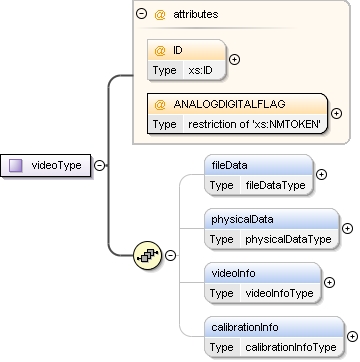 @ attributes
@ ID
Type xs:ID
@ ANALOGDIGITALFLAG
Type restriction of 'xs:NMTOKEN'
videoType
fileData
Type fileDataType
physicalData
Type physicalDataType
videoInfo
Type videoInfoType
calibrationInfo
Type calibrationInfoType